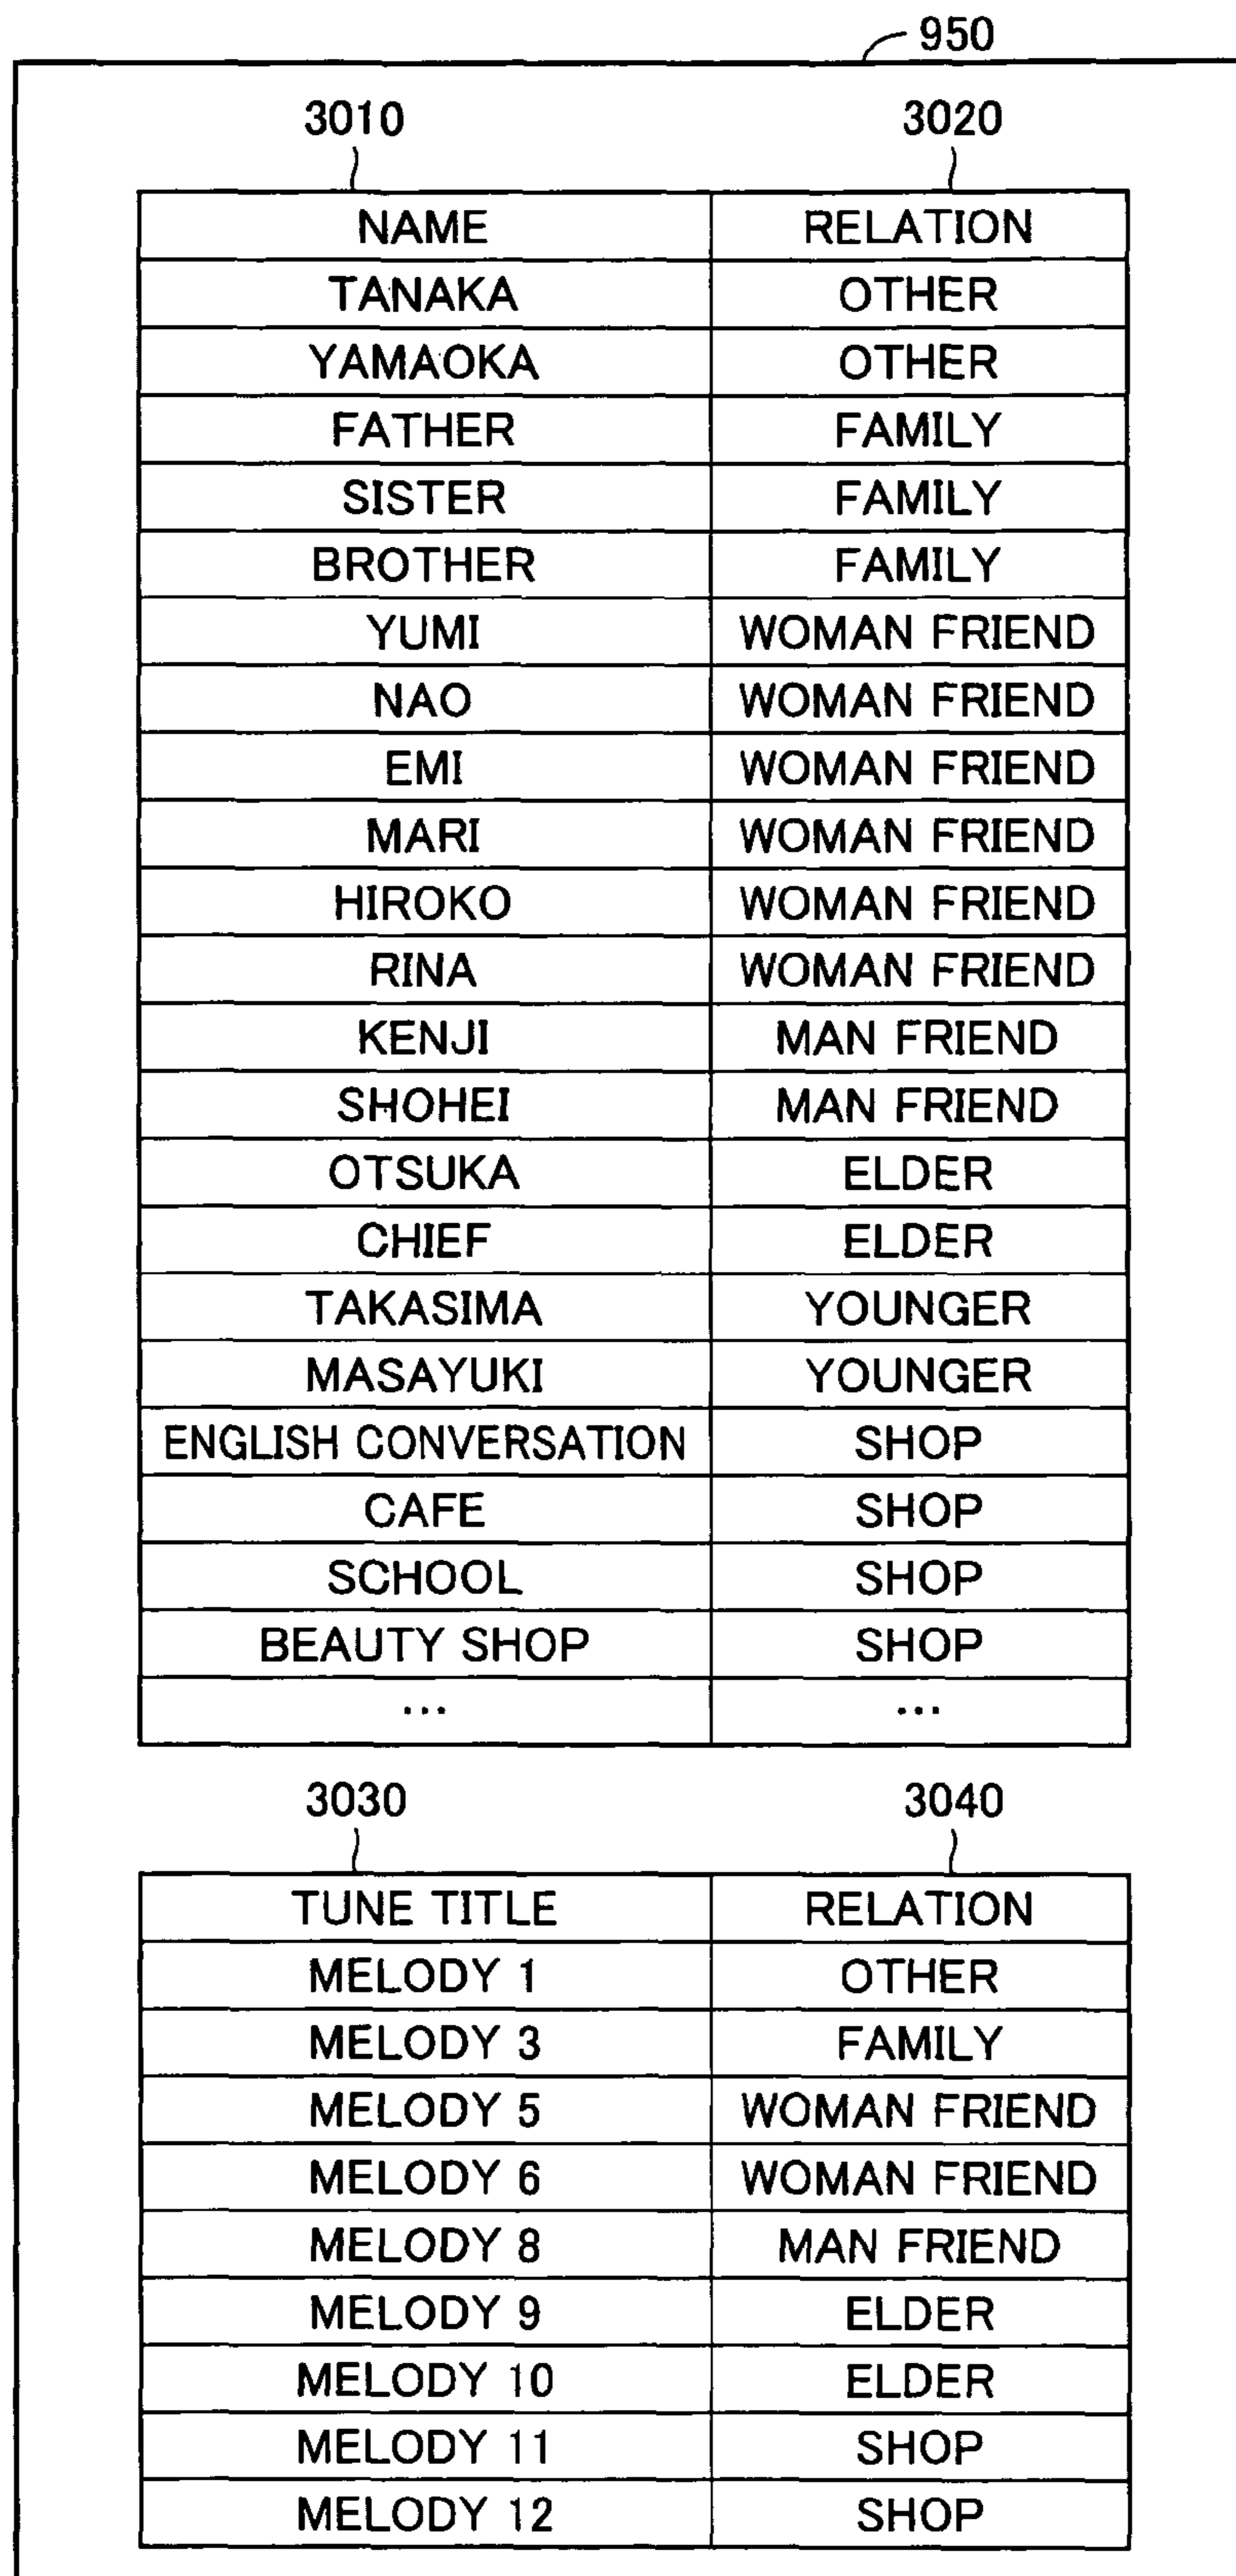 950
3010 3020
NAME RELATION
TANAKA OTHER
YAMAOKA OTHER
FATHER FAMILY
SISTER FAMILY
BROTHER FAMILY
YUMI WOMAN FRIEND
NAO WOMAN FRIEND
EMI WOMAN FRIEND
MARI WOMAN FRIEND
HIROKO WOMAN FRIEND
RINA WOMAN FRIEND
KENJI MAN FRIEND
SHOHEI MAN FRIEND
OTSUKA ELDER
CHIEF ELDER
TAKASIMA YOUNGER
MASAYUKI YOUNGER
ENGLISH CONVERSATION SHOP
CAFE SHOP
SCHOOL SHOP
BEAUTY SHOP SHOP
... ...
3030 3040
TUNE TITLE RELATION
MELODY 1 OTHER
MELODY 3 FAMILY
MELODY 5 WOMAN FRIEND
MELODY 6 WOMAN FRIEND
MELODY 8 MAN FRIEND
MELODY 9 ELDER
MELODY 10 ELDER
MELODY 11 SHOP
MELODY 12 SHOP